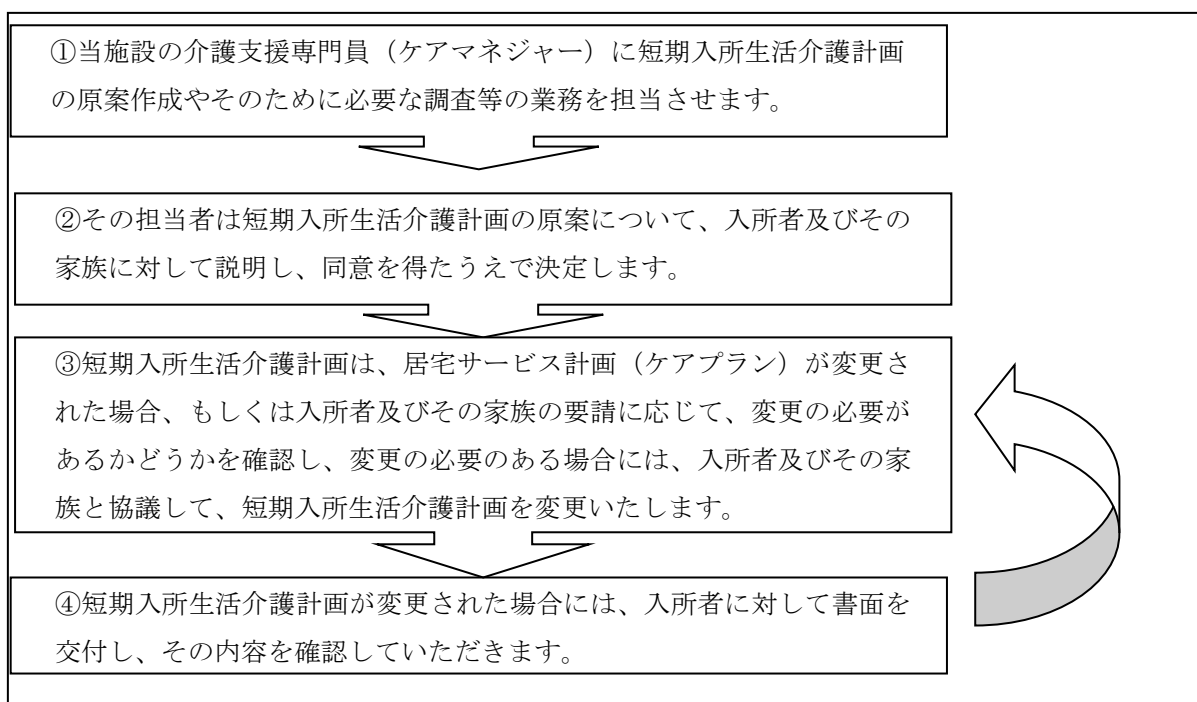 ①当施設の介護支援専門員（ケアマネジャー）に短期入所生活介護計画
の原案作成やそのために必要な調査等の業務を担当させます。
②その担当者は短期入所生活介護計画の原案について、入所者及びその
家族に対して説明し、同意を得たうえで決定します。
③短期入所生活介護計画は、居宅サービス計画（ケアプラン）が変更さ
れた場合、もしくは入所者及びその家族の要請に応じて、変更の必要が
あるかどうかを確認し、変更の必要のある場合には、入所者及びその家
族と協議して、短期入所生活介護計画を変更いたします。
④短期入所生活介護計画が変更された場合には、入所者に対して書面を
交付し、その内容を確認していただきます。